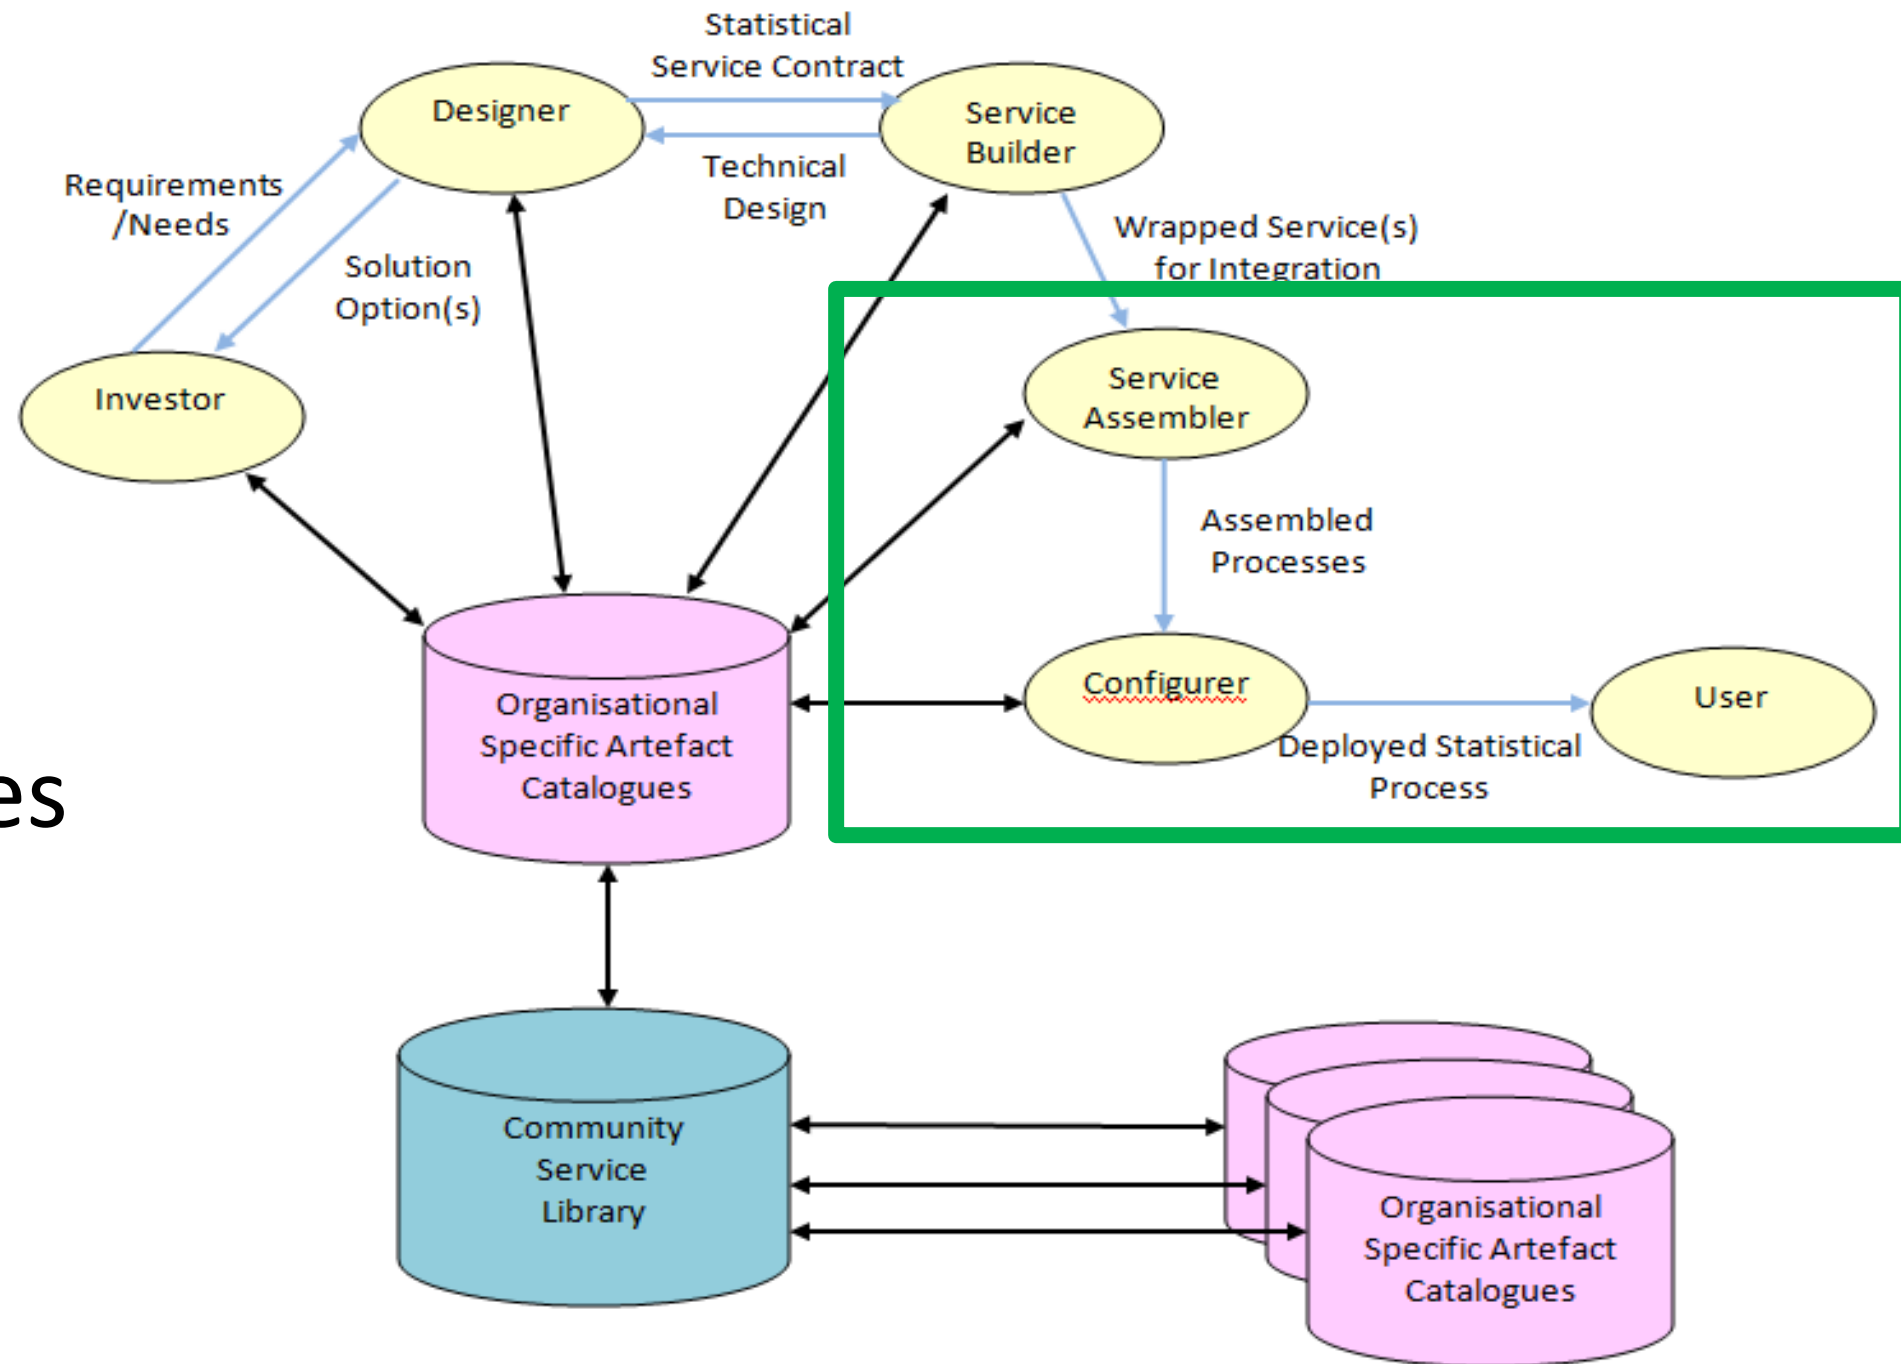 Statistical
Service Contract
Designer
Service
Builder
Technical
Design
Requirements
/Needs
Solution
Option(s)
Wrapped Service(s)
for Integration
Investor
Service
Assembler
Assembled
Processes
Configurer
User
Deployed Statistical
Process
Organisational
Specific Artefact
Catalogues
es
Community
Service
Library
Organisational
Specific Artefact
Catalogues